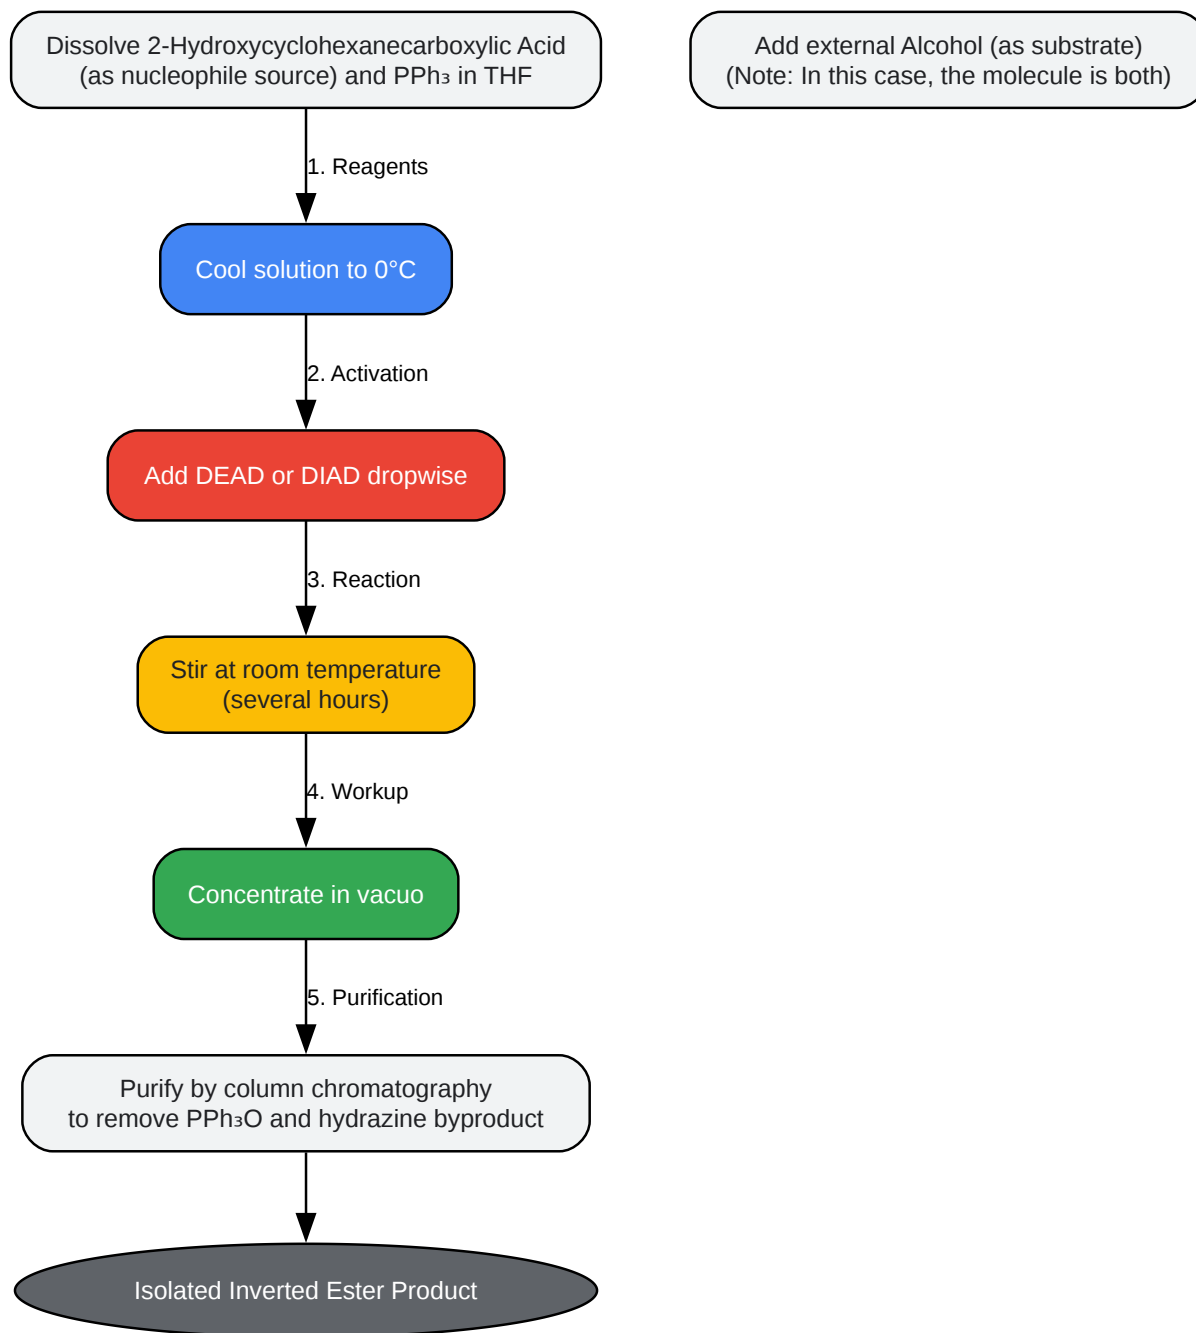 Dissolve 2-Hydroxycyclohexanecarboxylic Acid
(as nucleophile source) and PPh₃ in THF
Add external Alcohol (as substrate)
(Note: In this case, the molecule is both)
1. Reagents
Cool solution to 0°C
2. Activation
Add DEAD or DIAD dropwise
3. Reaction
Stir at room temperature
(several hours)
4. Workup
Concentrate in vacuo
5. Purification
Purify by column chromatography
to remove PPh₃O and hydrazine byproduct
Isolated Inverted Ester Product